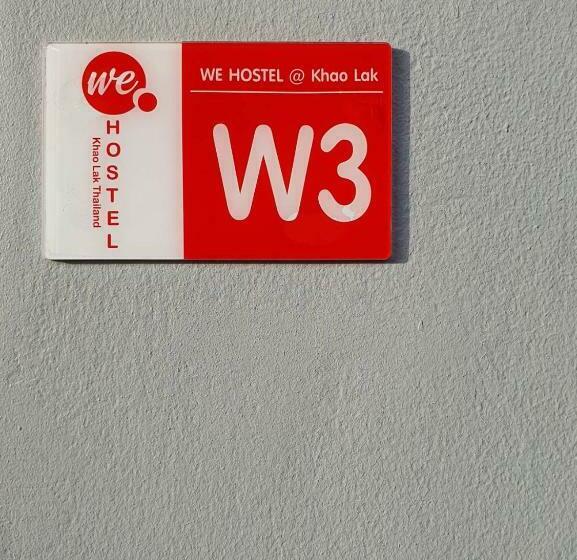 we
HOSTEL
Khao Lak Thailand
WE HOSTEL @ Khao Lak
W3